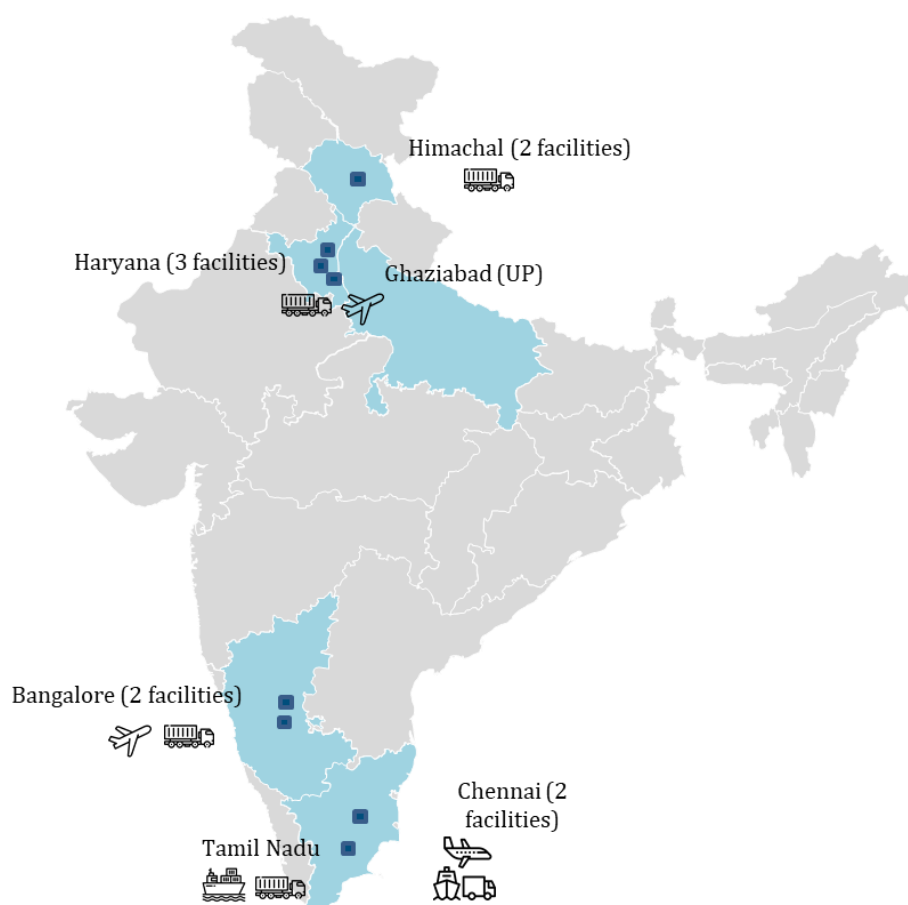 Himachal (2 facilities)
Haryana (3 facilities)
Ghaziabad (UP)
Bangalore (2 facilities)
Chennai (2
facilities)
Tamil Nadu